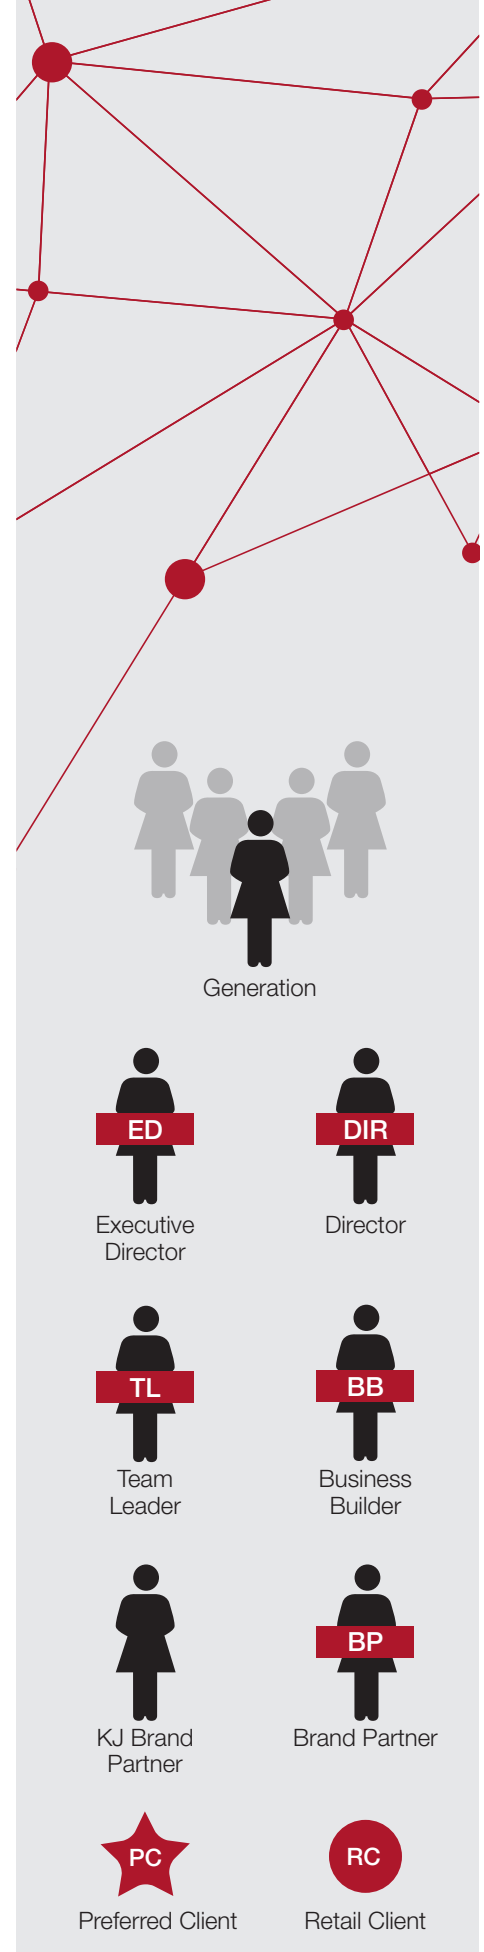 Generation
ED
DIR
Executive
Director
Director
TL
BB
Team
Leader
Business
Builder
BP
KJ Brand
Partner
Brand Partner
PC
RC
Preferred Client
Retail Client